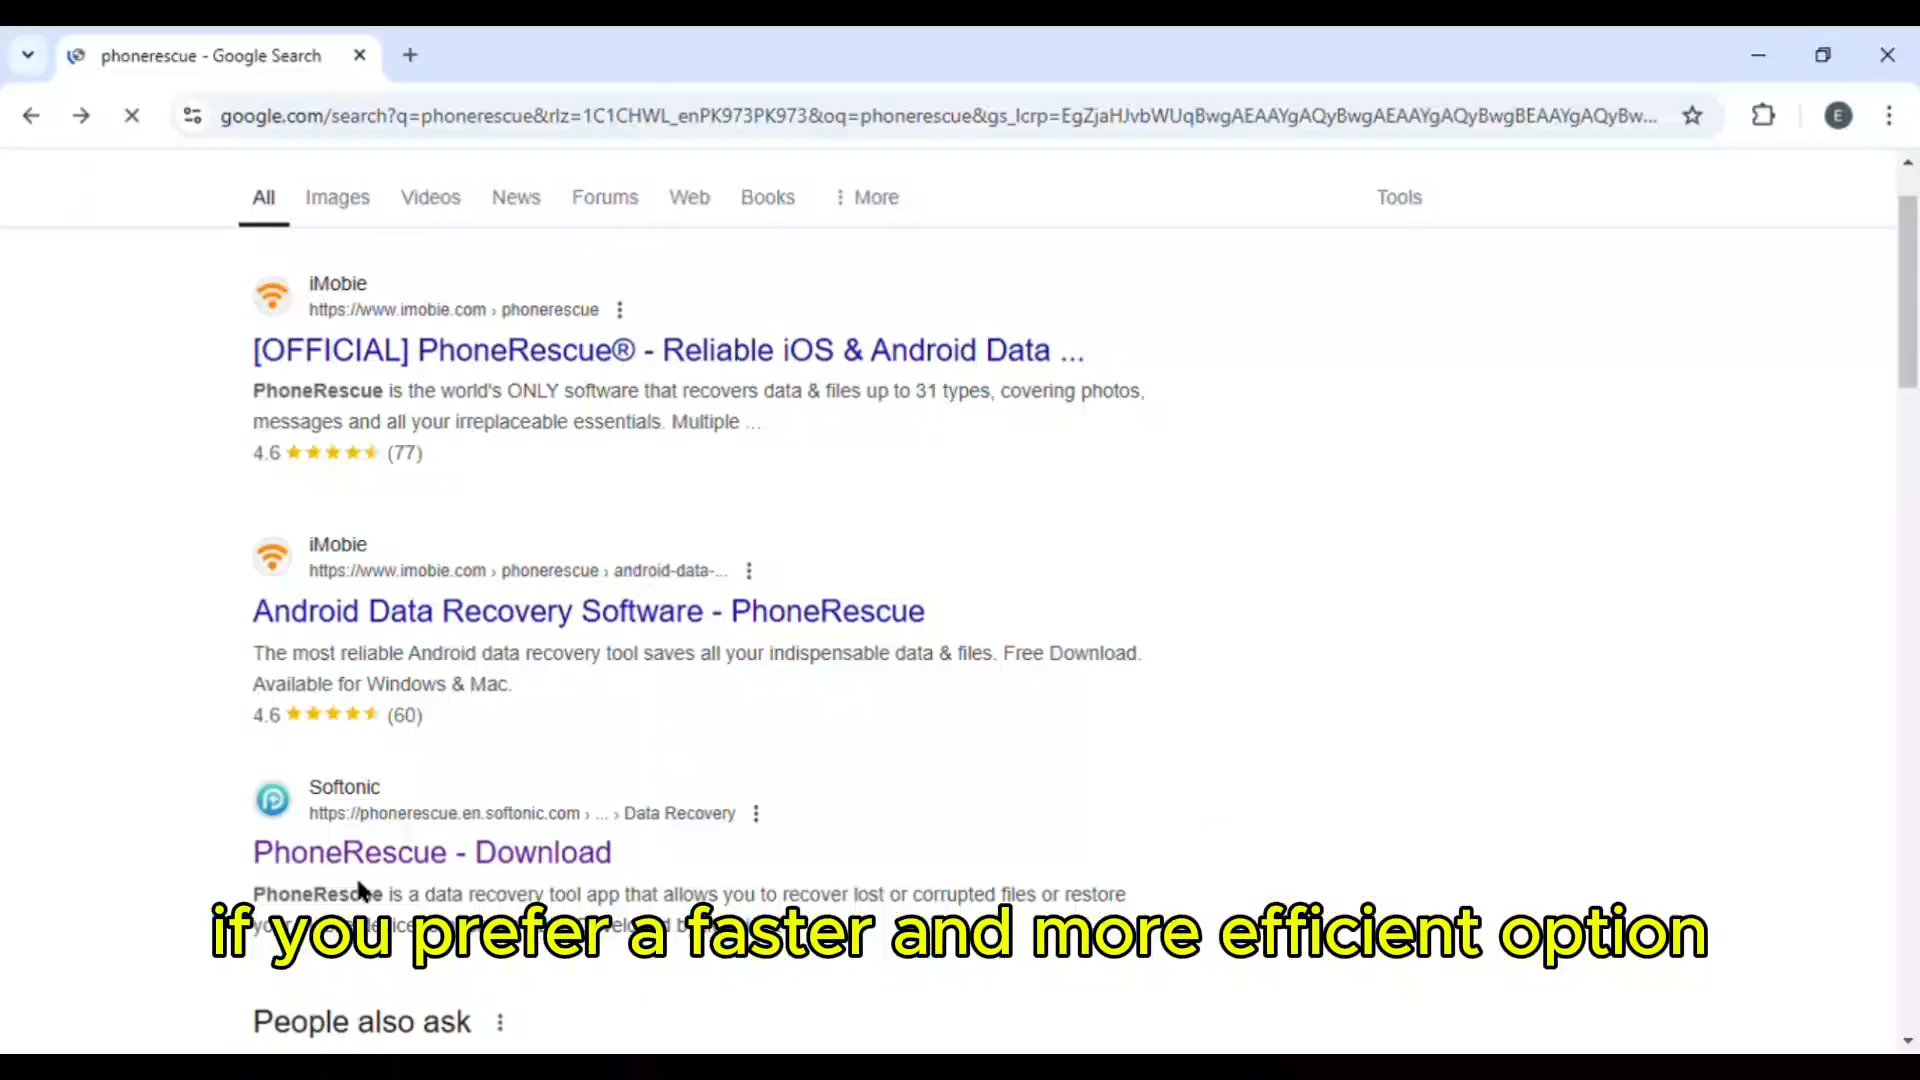 phonerescue - Google Search
google.com/search?q=phonerescue&rlz=1C1CHWL_enPK973PK973&oq=phonerescue&gs_lcrp=EgZjaHJvbWUqBwgAEAAYgAQyBwgAEAAYgAQyBwgBEAAYgAQyBw...
E
All Images Videos News Forums Web Books More Tools
iMobie
https://www.imobie.com › phonerescue
[OFFICIAL] PhoneRescue® - Reliable iOS & Android Data ...
PhoneRescue is the world's ONLY software that recovers data & files up to 31 types, covering photos,
messages and all your irreplaceable essentials. Multiple ...
4.6 (77)
iMobie
https://www.imobie.com › phonerescue › android-data-...
Android Data Recovery Software - PhoneRescue
The most reliable Android data recovery tool saves all your indispensable data & files. Free Download.
Available for Windows & Mac.
4.6 (60)
Softonic
https://phonerescue.en.softonic.com › ... › Data Recovery
PhoneRescue - Download
PhoneRescue is a data recovery tool app that allows you to recover lost or corrupted files or restore
if you prefer a faster and more efficient option
People also ask